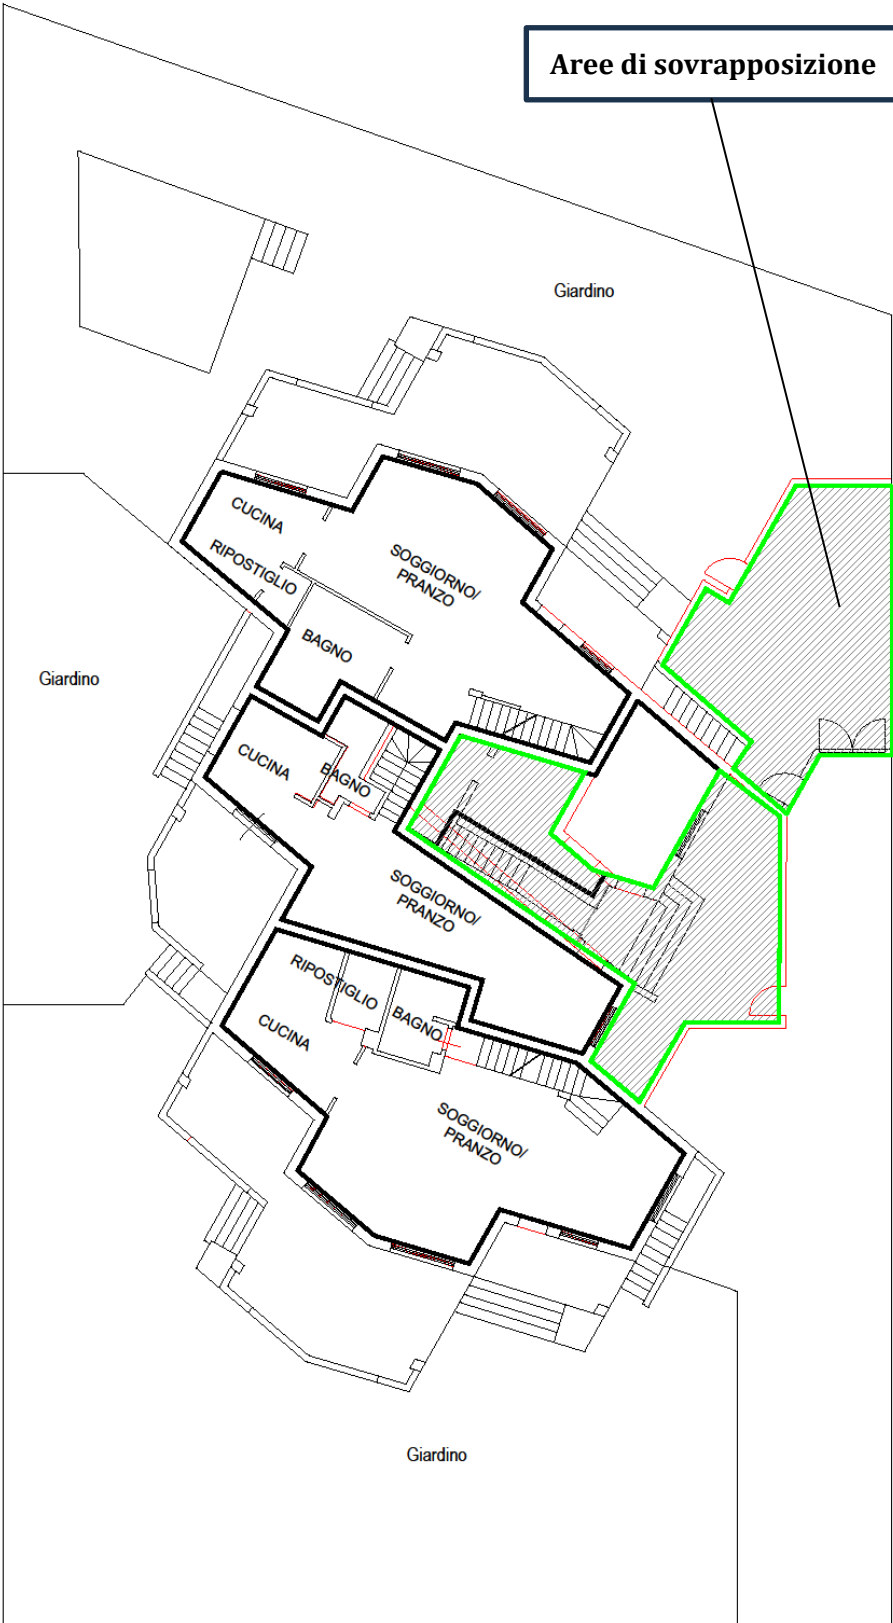 Aree di sovrapposizione
Giardino
CUCINA
RIPOSTIGLIO
SOGGIORNO/
PRANZO
BAGNO
Giardino
CUCINA
BAGNO
SOGGIORNO/
PRANZO
RIPOSTIGLIO
CUCINA
BAGNO
SOGGIORNO/
PRANZO
Giardino